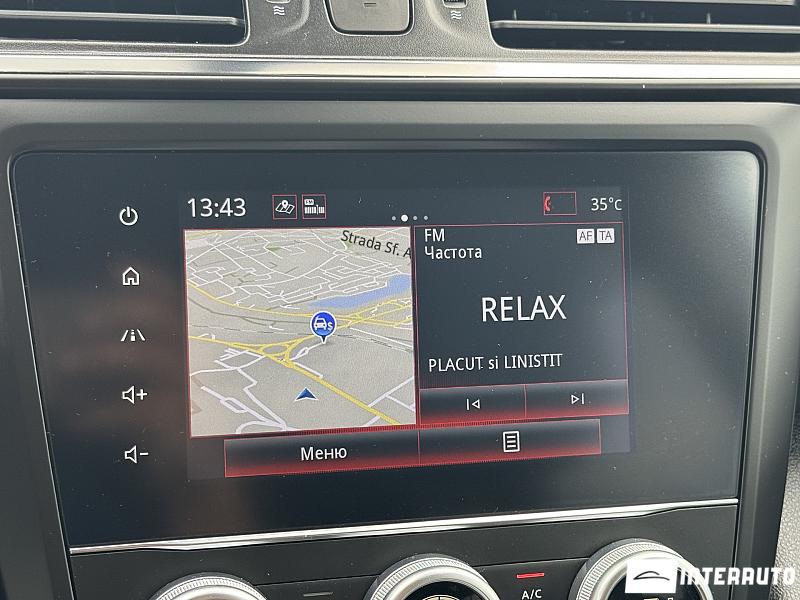 13:43
35°c
Strada Sf. A
FM
AF TA
Частота
RELAX
PLACUT si LINISTIT
Меню
A/C
INTERAUTO